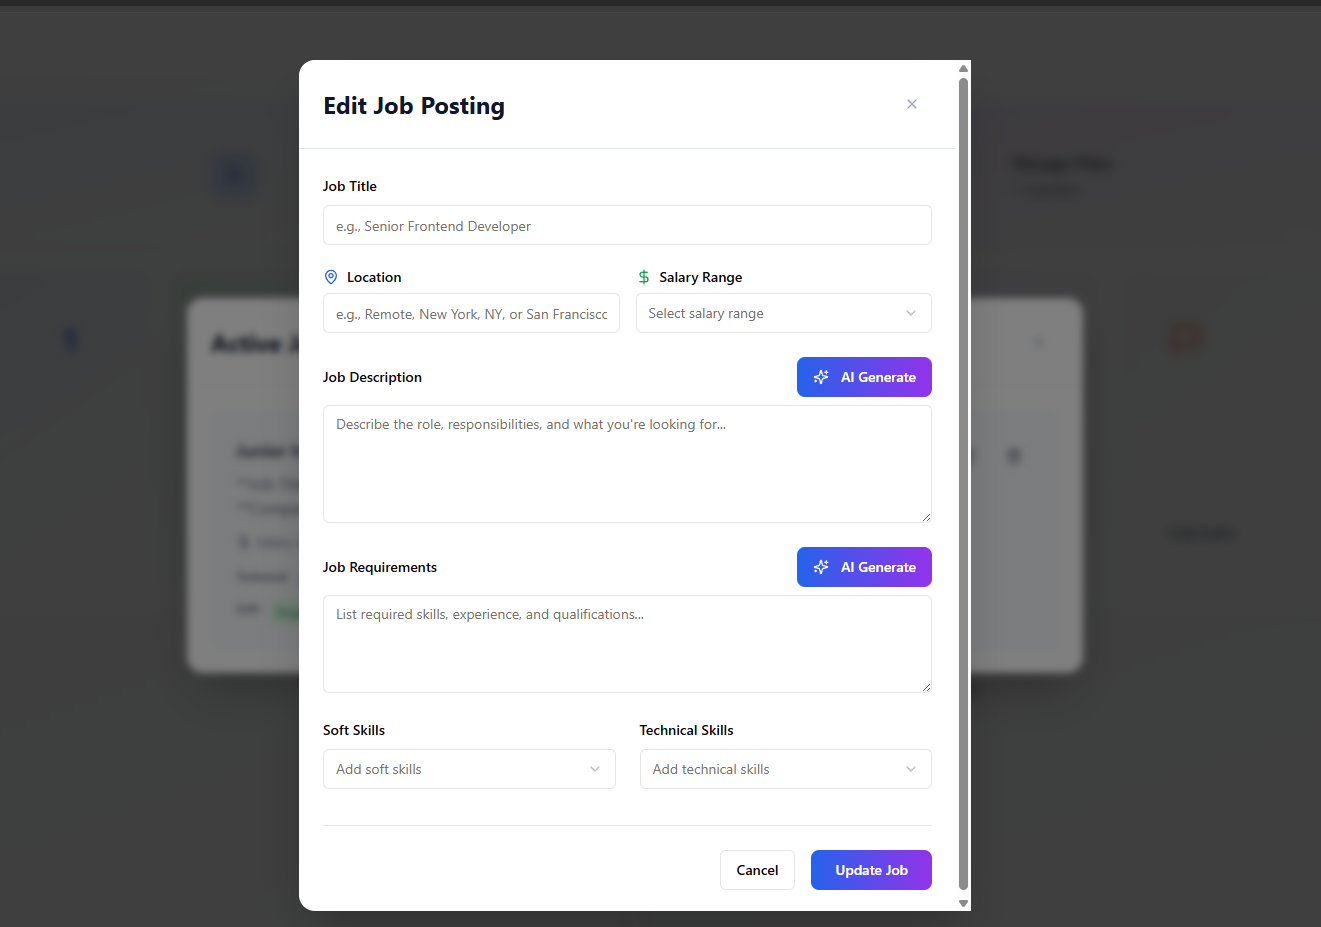 Edit Job Posting
Job Title
e.g., Senior Frontend Developer
Location
Salary Range
e.g., Remote, New York, NY, or San Francisc
Select salary range
Job Description
AI Generate
Describe the role, responsibilities, and what you're looking for...
Job Requirements
AI Generate
List required skills, experience, and qualifications...
Soft Skills
Technical Skills
Add soft skills
Add technical skills
Cancel
Update Job
Active J
Junior